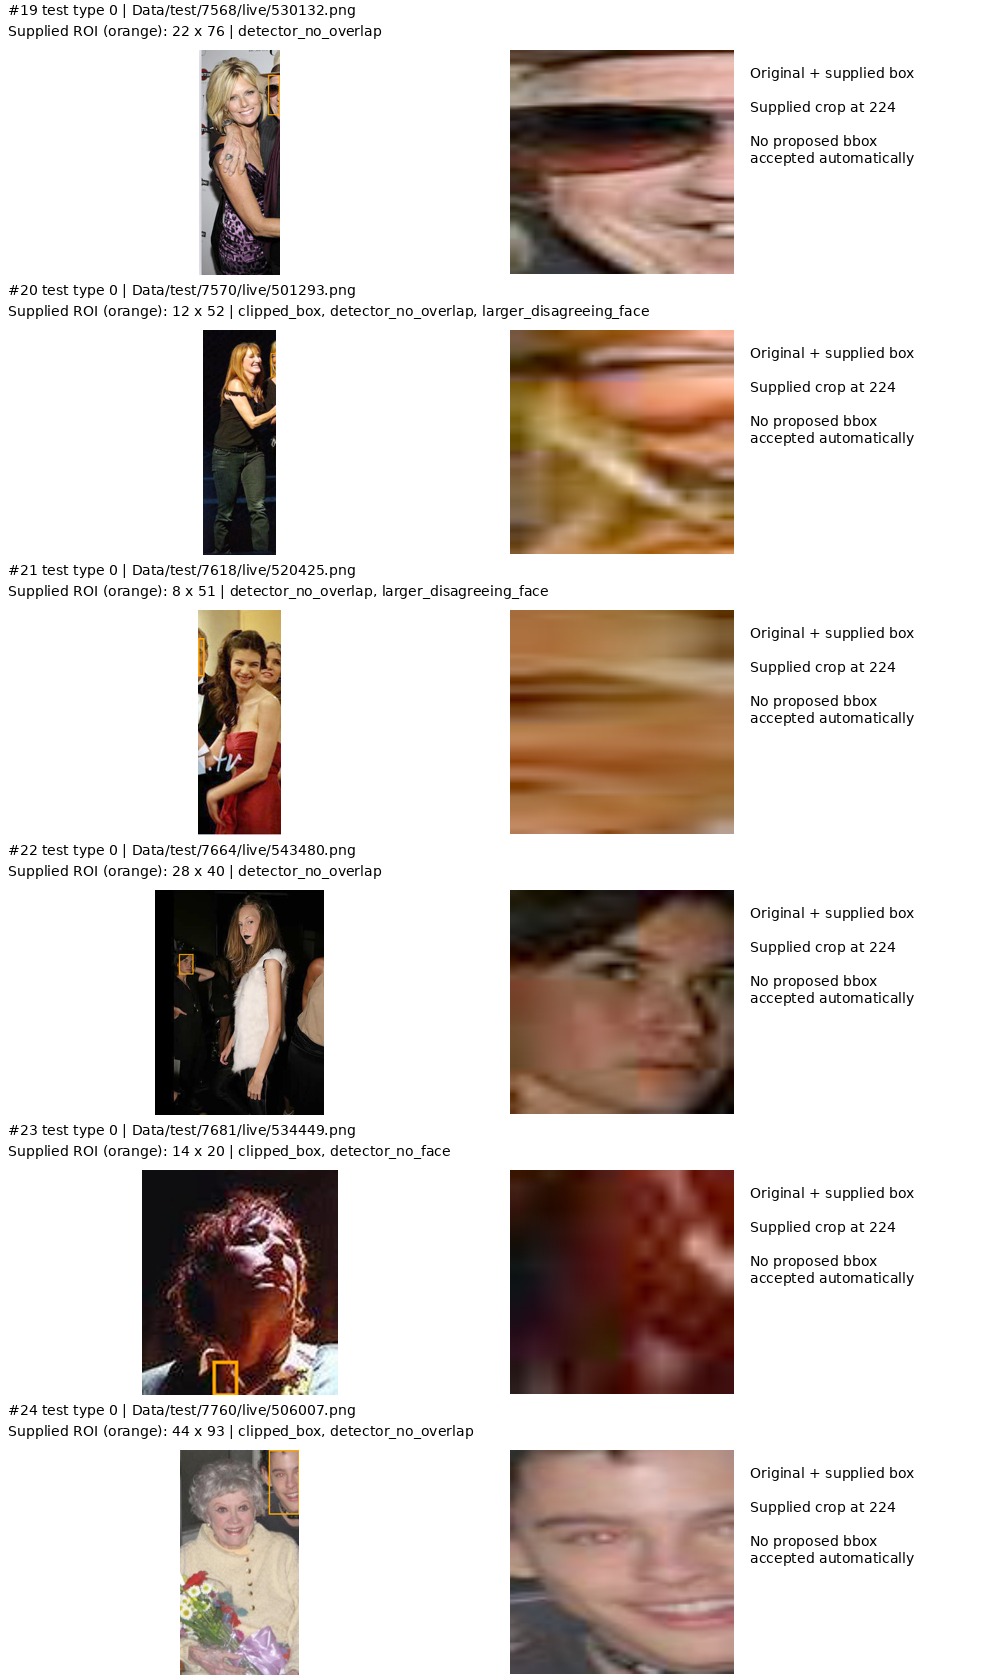 #19 test type 0 | Data/test/7568/live/530132.png
Supplied ROI (orange): 22 x 76 | detector_no_overlap
Original + supplied box
Supplied crop at 224
No proposed bbox
accepted automatically
#20 test type 0 | Data/test/7570/live/501293.png
Supplied ROI (orange): 12 x 52 | clipped_box, detector_no_overlap, larger_disagreeing_face
Original + supplied box
Supplied crop at 224
No proposed bbox
accepted automatically
#21 test type 0 | Data/test/7618/live/520425.png
Supplied ROI (orange): 8 x 51 | detector_no_overlap, larger_disagreeing_face
.tv
Original + supplied box
Supplied crop at 224
No proposed bbox
accepted automatically
#22 test type 0 | Data/test/7664/live/543480.png
Supplied ROI (orange): 28 x 40 | detector_no_overlap
Original + supplied box
Supplied crop at 224
No proposed bbox
accepted automatically
#23 test type 0 | Data/test/7681/live/534449.png
Supplied ROI (orange): 14 x 20 | clipped_box, detector_no_face
Original + supplied box
Supplied crop at 224
No proposed bbox
accepted automatically
#24 test type 0 | Data/test/7760/live/506007.png
Supplied ROI (orange): 44 x 93 | clipped_box, detector_no_overlap
Original + supplied box
Supplied crop at 224
No proposed bbox
accepted automatically